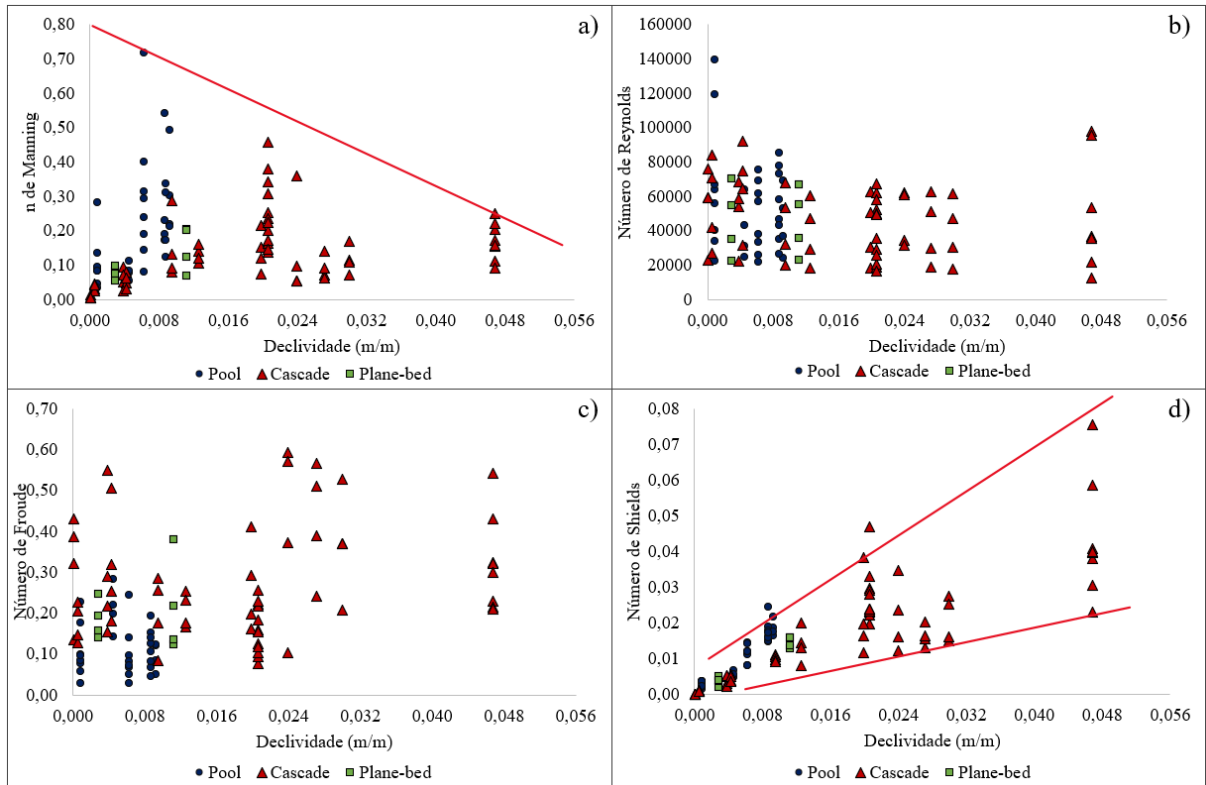 a)
0,80
0,70
0,60
0,50
0,40
0,30
0,20
0,10
0,00
n de Manning
0,000 0,008 0,016 0,024 0,032 0,040 0,048 0,056
Declividade (m/m)
Pool Cascade Plane-bed
b)
160000
140000
120000
100000
80000
60000
40000
20000
0
Número de Reynolds
0,000 0,008 0,016 0,024 0,032 0,040 0,048 0,056
Declividade (m/m)
Pool Cascade Plane-bed
c)
0,70
0,60
0,50
0,40
0,30
0,20
0,10
0,00
Número de Froude
0,000 0,008 0,016 0,024 0,032 0,040 0,048 0,056
Declividade (m/m)
Pool Cascade Plane-bed
d)
0,08
0,07
0,06
0,05
0,04
0,03
0,02
0,01
0,00
Número de Shields
0,000 0,008 0,016 0,024 0,032 0,040 0,048 0,056
Declividade (m/m)
Pool Cascade Plane-bed